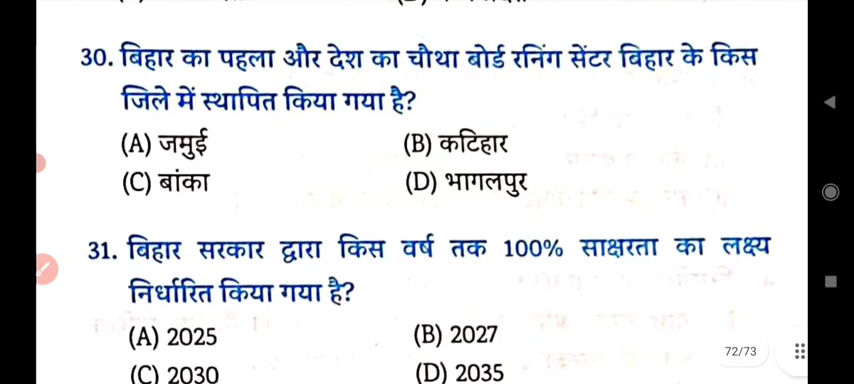 30. बिहार का पहला और देश का चौथा बोर्ड रनिंग सेंटर बिहार के किस
जिले में स्थापित किया गया है?
(A) जमुई (B) कटिहार
(C) बांका (D) भागलपुर
31. बिहार सरकार द्वारा किस वर्ष तक 100% साक्षरता का लक्ष्य
निर्धारित किया गया है?
(A) 2025 (B) 2027
72/73
(C) 2030 (D) 2035